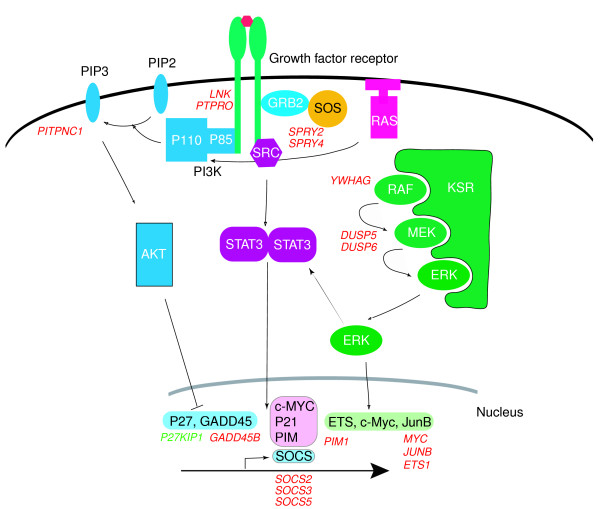 Growth factor receptor
PIP3
PIP2
LNK
PTPRO
GRB2
SOS
PITPNC1
P110
P85
SPRY2
SPRY4
RAS
SRC
PI3K
YWHAG
RAF
KSR
DUSP5
DUSP6
MEK
STAT3
STAT3
AKT
ERK
ERK
Nucleus
P27, GADD45
P27KIP1
GADD45B
c-MYC
P21
PIM
ETS, c-Myc, JunB
PIM1
MYC
JUNB
ETS1
SOCS
SOCS2
SOCS3
SOCS5